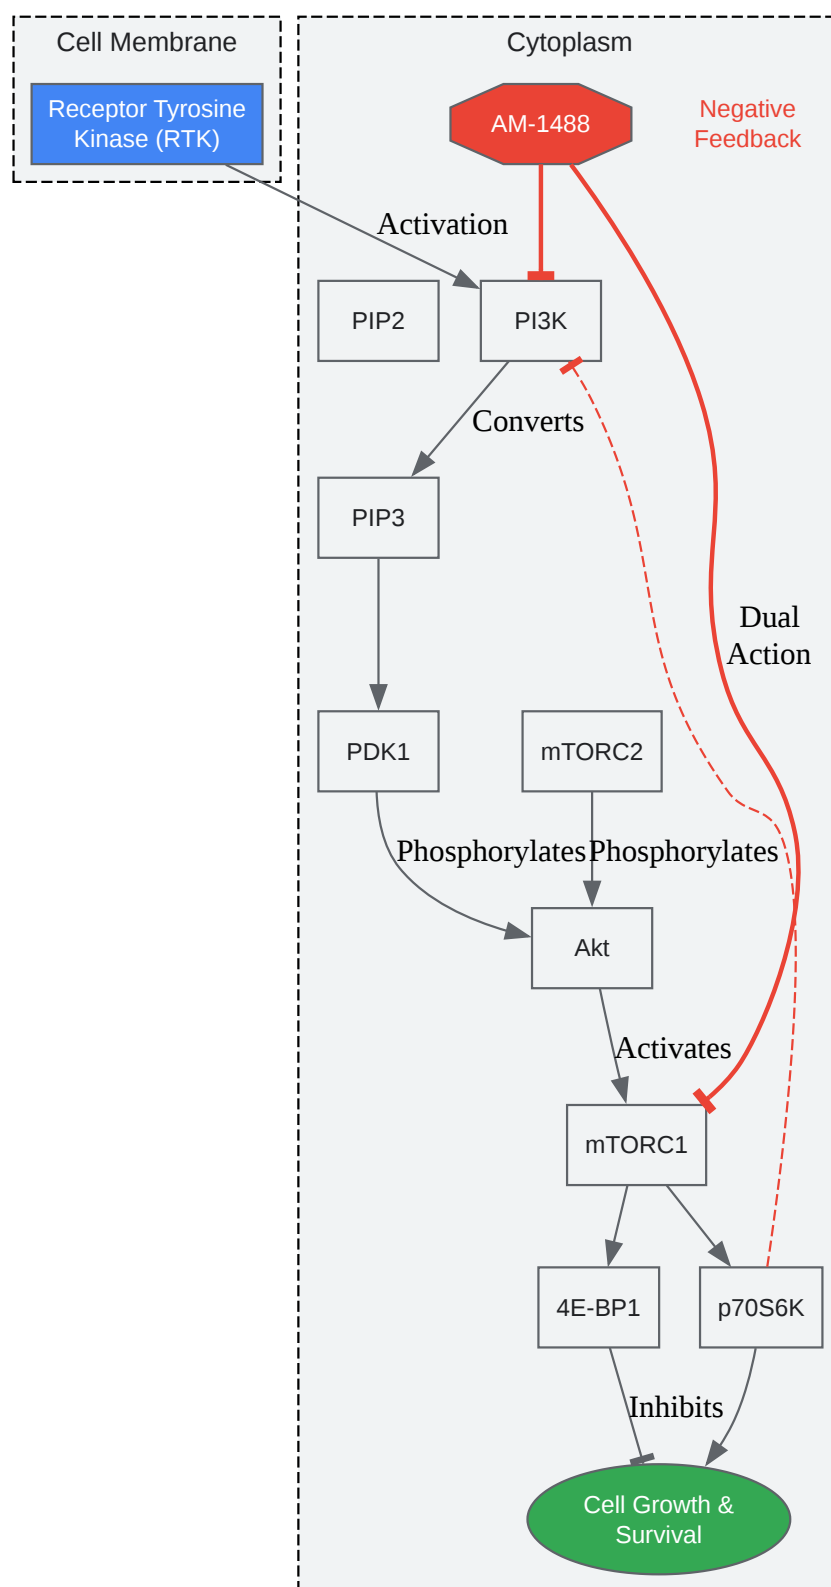 Cell Membrane
Cytoplasm
Receptor Tyrosine
Kinase (RTK)
AM-1488
Negative
Feedback
Activation
PIP2
PI3K
Converts
PIP3
Dual
Action
PDK1
mTORC2
Phosphorylates
Phosphorylates
Akt
Activates
mTORC1
4E-BP1
p70S6K
Inhibits
Cell Growth &
Survival